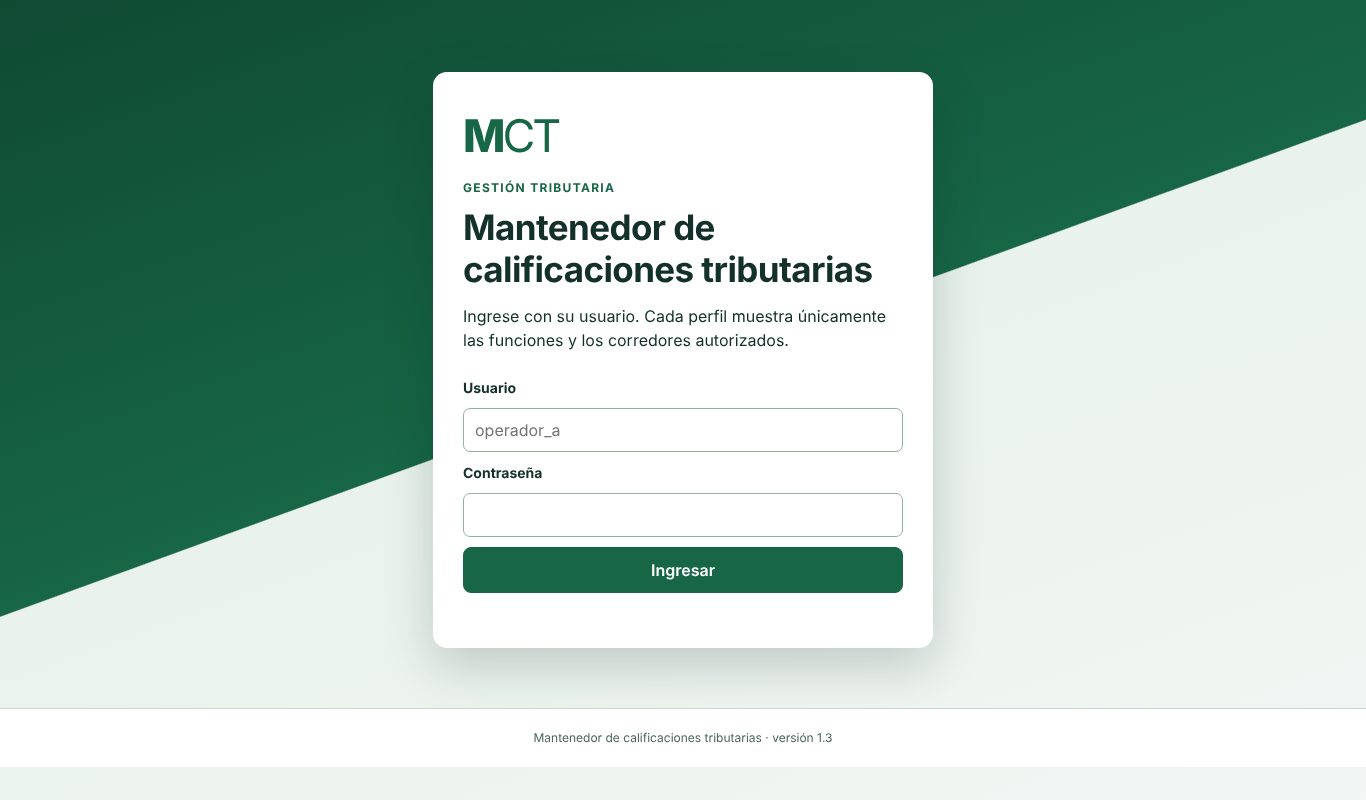 MCT
GESTIÓN TRIBUTARIA
Mantenedor de
calificaciones tributarias
Ingrese con su usuario. Cada perfil muestra únicamente
las funciones y los corredores autorizados.
Usuario
operador_a
Contraseña
Ingresar
Mantenedor de calificaciones tributarias · versión 1.3